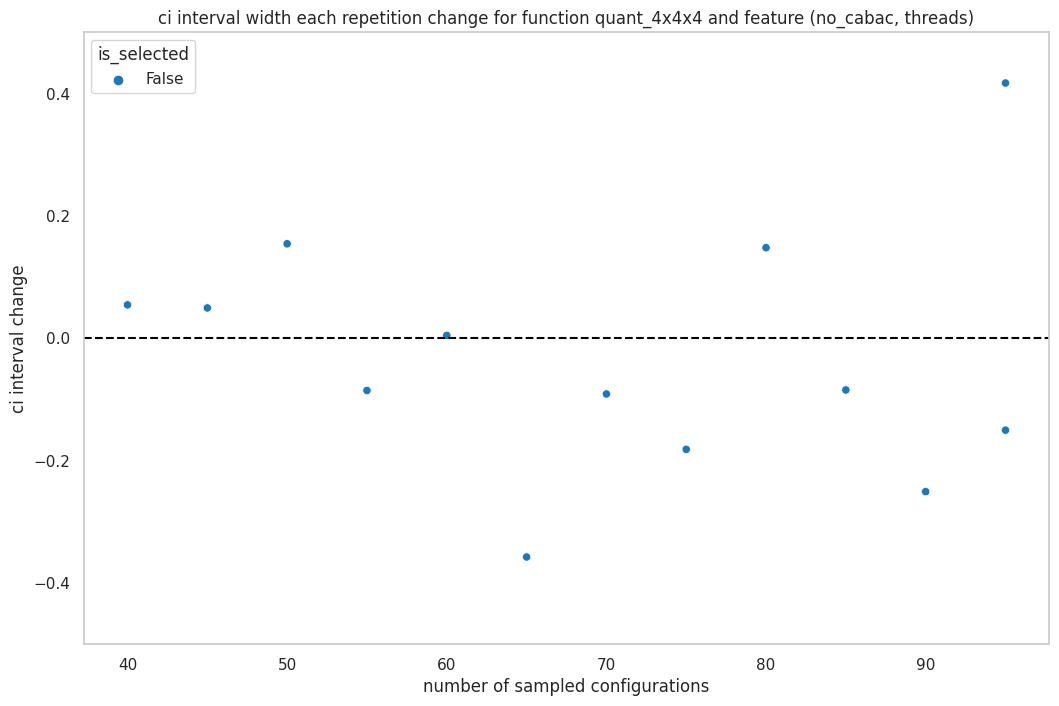 ci interval width each repetition change for function quant_4x4x4 and feature (no_cabac, threads)
is_selected
False
ci interval change
0.4
0.2
0.0
−0.2
−0.4
40 50 60 70 80 90
number of sampled configurations